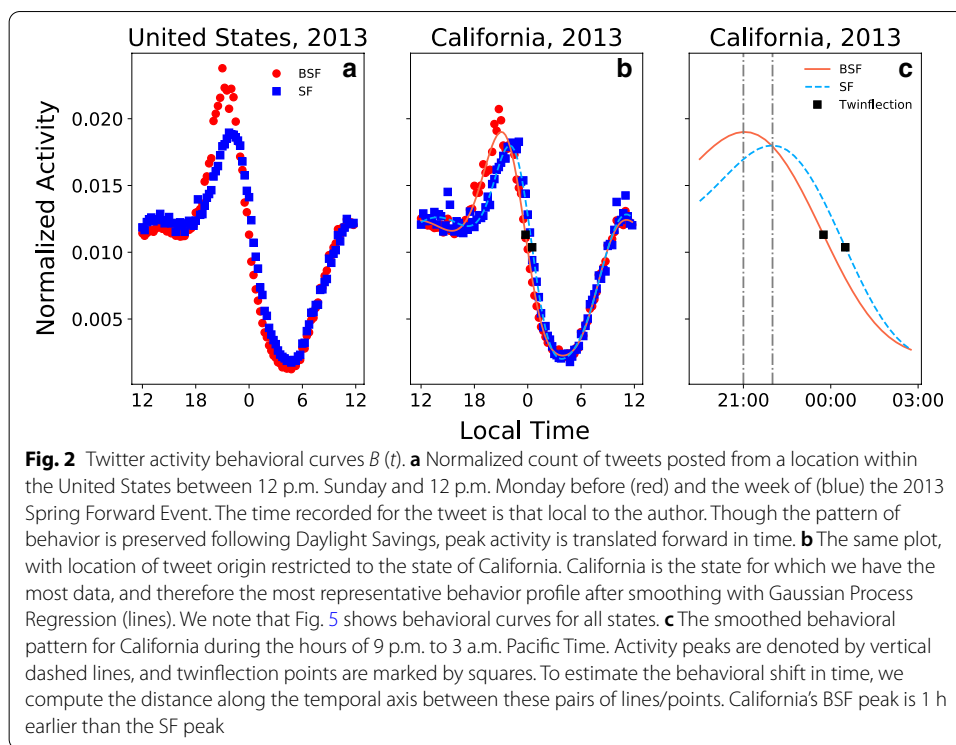 United States, 2013
California, 2013
California, 2013
a
BSF
SF
b
BSF
SF
c
BSF
SF
Twinflection
Normalized Activity
0.020
0.015
0.010
0.005
12 18 0 6 12
12 18 0 6 12
21:00 00:00 03:00
Local Time
Fig. 2 Twitter activity behavioral curves B (t). a Normalized count of tweets posted from a location within
the United States between 12 p.m. Sunday and 12 p.m. Monday before (red) and the week of (blue) the 2013
Spring Forward Event. The time recorded for the tweet is that local to the author. Though the pattern of
behavior is preserved following Daylight Savings, peak activity is translated forward in time. b The same plot,
with location of tweet origin restricted to the state of California. California is the state for which we have the
most data, and therefore the most representative behavior profile after smoothing with Gaussian Process
Regression (lines). We note that Fig. 5 shows behavioral curves for all states. c The smoothed behavioral
pattern for California during the hours of 9 p.m. to 3 a.m. Pacific Time. Activity peaks are denoted by vertical
dashed lines, and twinflection points are marked by squares. To estimate the behavioral shift in time, we
compute the distance along the temporal axis between these pairs of lines/points. California's BSF peak is 1 h
earlier than the SF peak